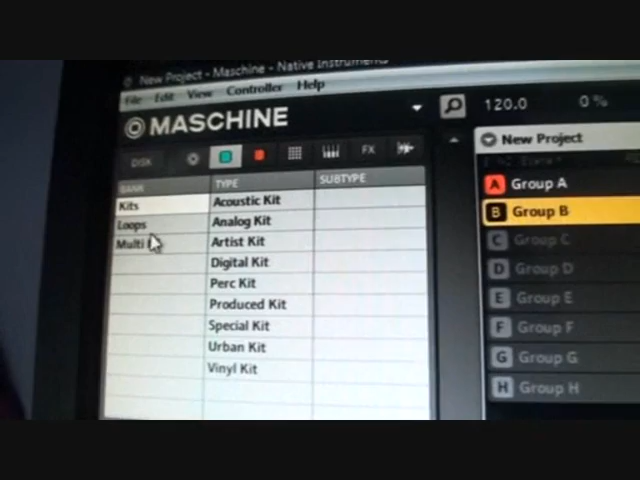 New Project - Maschine - Native Instruments
File Edit View Controller Help
MASCHINE
120.0 0 %
DISK FX
New Project
BANK TYPE SUBTYPE
Kits Acoustic Kit
Loops Analog Kit
Multi Artist Kit
Digital Kit
Perc Kit
Produced Kit
Special Kit
Urban Kit
Vinyl Kit
A Group A
B Group B
C Group C
D Group D
E Group E
F Group F
G Group G
H Group H